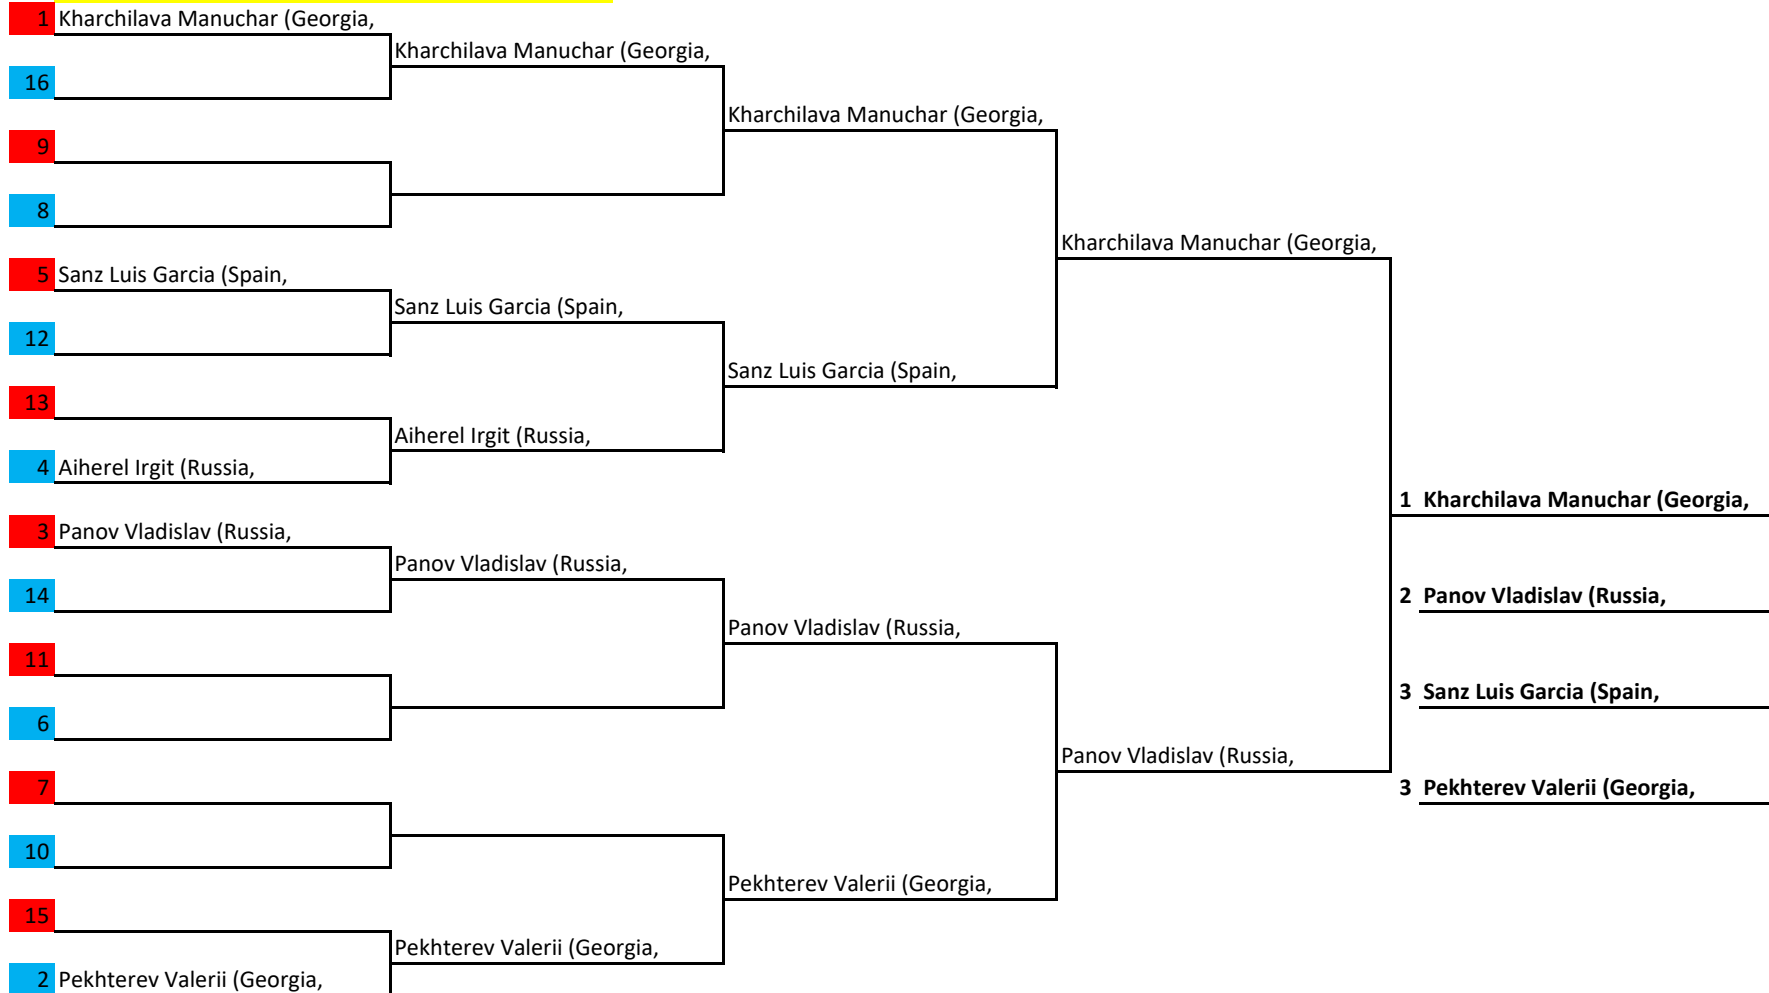 1 Kharchilava Manuchar (Georgia,
Kharchilava Manuchar (Georgia,
16
Kharchilava Manuchar (Georgia,
9
8
Kharchilava Manuchar (Georgia,
5 Sanz Luis Garcia (Spain,
Sanz Luis Garcia (Spain,
12
Sanz Luis Garcia (Spain,
13
Aiherel Irgit (Russia,
4 Aiherel Irgit (Russia,
1 Kharchilava Manuchar (Georgia,
3 Panov Vladislav (Russia,
Panov Vladislav (Russia,
14
2 Panov Vladislav (Russia,
Panov Vladislav (Russia,
11
3 Sanz Luis Garcia (Spain,
6
Panov Vladislav (Russia,
7
3 Pekhterev Valerii (Georgia,
10
Pekhterev Valerii (Georgia,
15
Pekhterev Valerii (Georgia,
2 Pekhterev Valerii (Georgia,